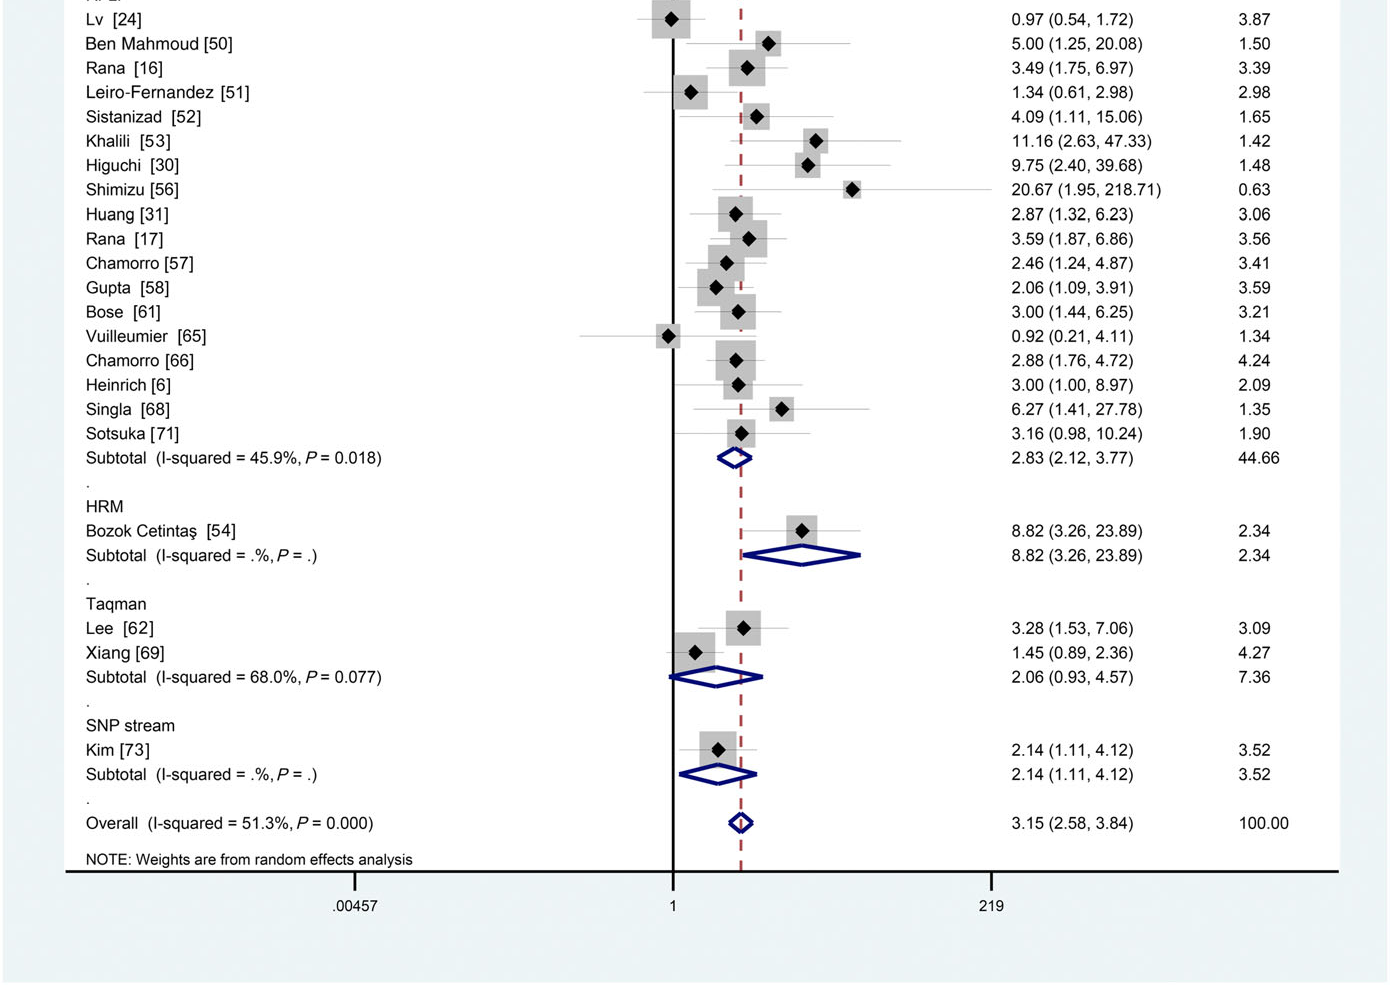 Lv [24] 0.97 (0.54, 1.72) 3.87
Ben Mahmoud [50] 5.00 (1.25, 20.08) 1.50
Rana [16] 3.49 (1.75, 6.97) 3.39
Leiro-Fernandez [51] 1.34 (0.61, 2.98) 2.98
Sistanizad [52] 4.09 (1.11, 15.06) 1.65
Khalili [53] 11.16 (2.63, 47.33) 1.42
Higuchi [30] 9.75 (2.40, 39.68) 1.48
Shimizu [56] 20.67 (1.95, 218.71) 0.63
Huang [31] 2.87 (1.32, 6.23) 3.06
Rana [17] 3.59 (1.87, 6.86) 3.56
Chamorro [57] 2.46 (1.24, 4.87) 3.41
Gupta [58] 2.06 (1.09, 3.91) 3.59
Bose [61] 3.00 (1.44, 6.25) 3.21
Vuilleumier [65] 0.92 (0.21, 4.11) 1.34
Chamorro [66] 2.88 (1.76, 4.72) 4.24
Heinrich [6] 3.00 (1.00, 8.97) 2.09
Singla [68] 6.27 (1.41, 27.78) 1.35
Sotsuka [71] 3.16 (0.98, 10.24) 1.90
Subtotal (I-squared = 45.9%, P = 0.018) 2.83 (2.12, 3.77) 44.66
.
HRM
Bozok Cetintaş [54] 8.82 (3.26, 23.89) 2.34
Subtotal (I-squared = .%, P = .) 8.82 (3.26, 23.89) 2.34
.
Taqman
Lee [62] 3.28 (1.53, 7.06) 3.09
Xiang [69] 1.45 (0.89, 2.36) 4.27
Subtotal (I-squared = 68.0%, P = 0.077) 2.06 (0.93, 4.57) 7.36
.
SNP stream
Kim [73] 2.14 (1.11, 4.12) 3.52
Subtotal (I-squared = .%, P = .) 2.14 (1.11, 4.12) 3.52
.
Overall (I-squared = 51.3%, P = 0.000) 3.15 (2.58, 3.84) 100.00
NOTE: Weights are from random effects analysis
.00457 1 219